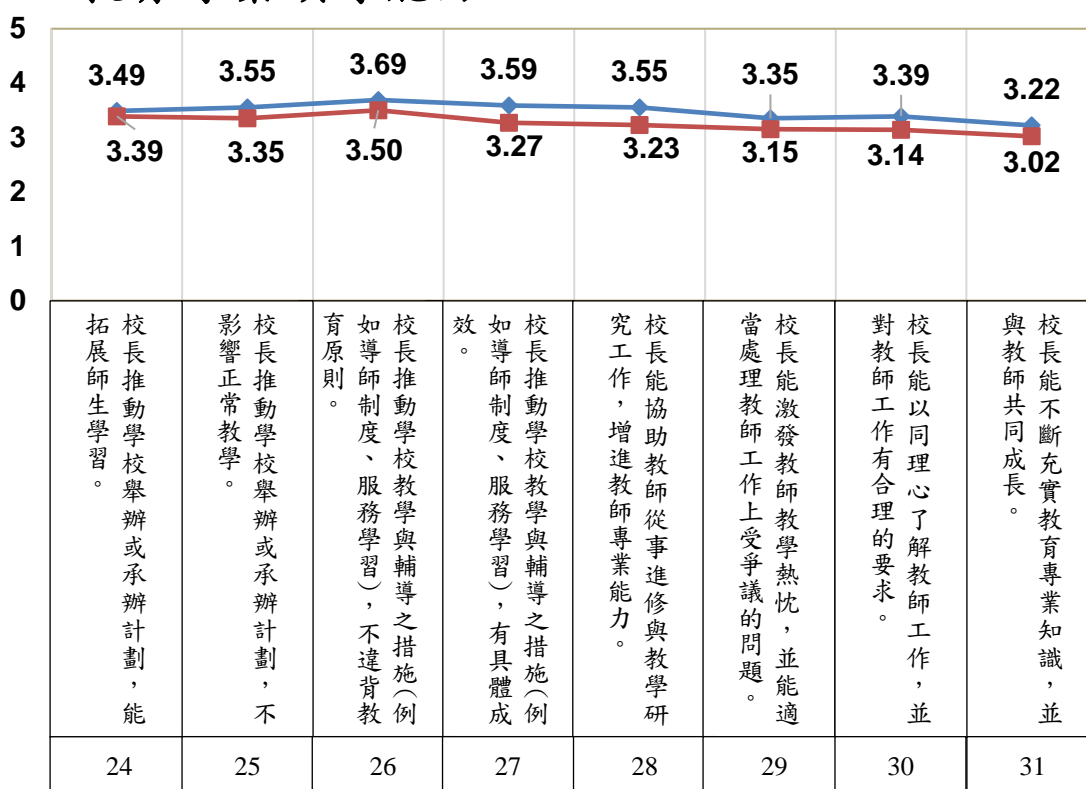 5
4
3
2
1
0
3.49
3.55
3.69
3.59
3.55
3.35
3.39
3.22
3.39
3.35
3.50
3.27
3.23
3.15
3.14
3.02
校長推動學校舉辦或承辦計劃，能
拓展師生學習。
校長推動學校舉辦或承辦計劃，不
影響正常教學。
校長推動學校教學與輔導之措施(例
如導師制度、服務學習)，不違背教
育原則。
校長推動學校教學與輔導之措施(例
如導師制度、服務學習)，有具體成
效。
校長能協助教師從事進修與教學研
究工作，增進教師專業能力。
校長能激發教師教學熱忱，並能適
當處理教師工作上受爭議的問題。
校長能以同理心了解教師工作，並
對教師工作有合理的要求。
校長能不斷充實教育專業知識，並
與教師共同成長。
24
25
26
27
28
29
30
31